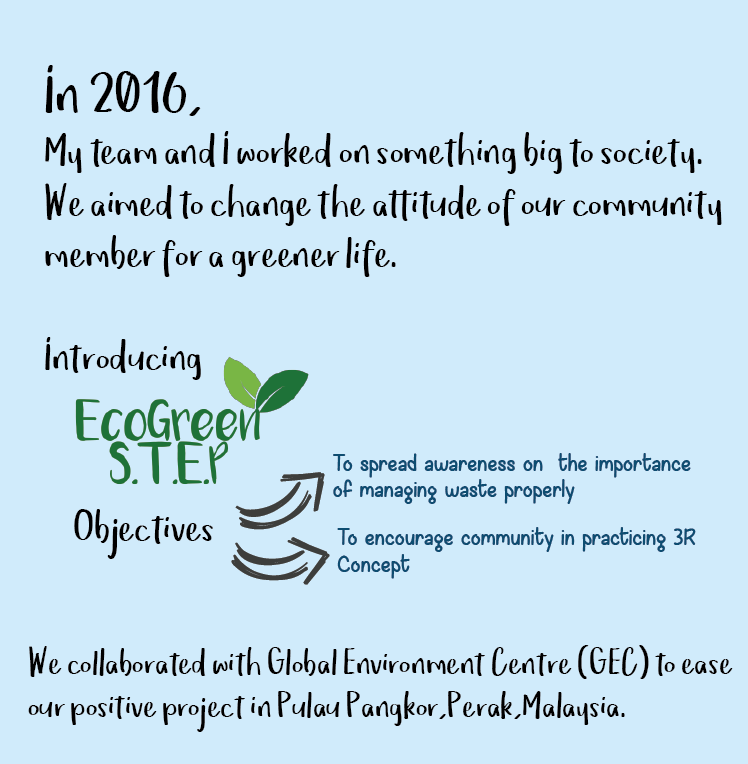 In 2016,
My team and I worked on something big to society.
We aimed to change the attitude of our community
member for a greener life.
Introducing
EcoGreen
S.T.E.P
Objectives
To spread awareness on the importance
of managing waste properly
To encourage community in practicing 3R
Concept
We collaborated with Global Environment Centre (GEC) to ease
our positive project in Pulau Pangkor,Perak,Malaysia.